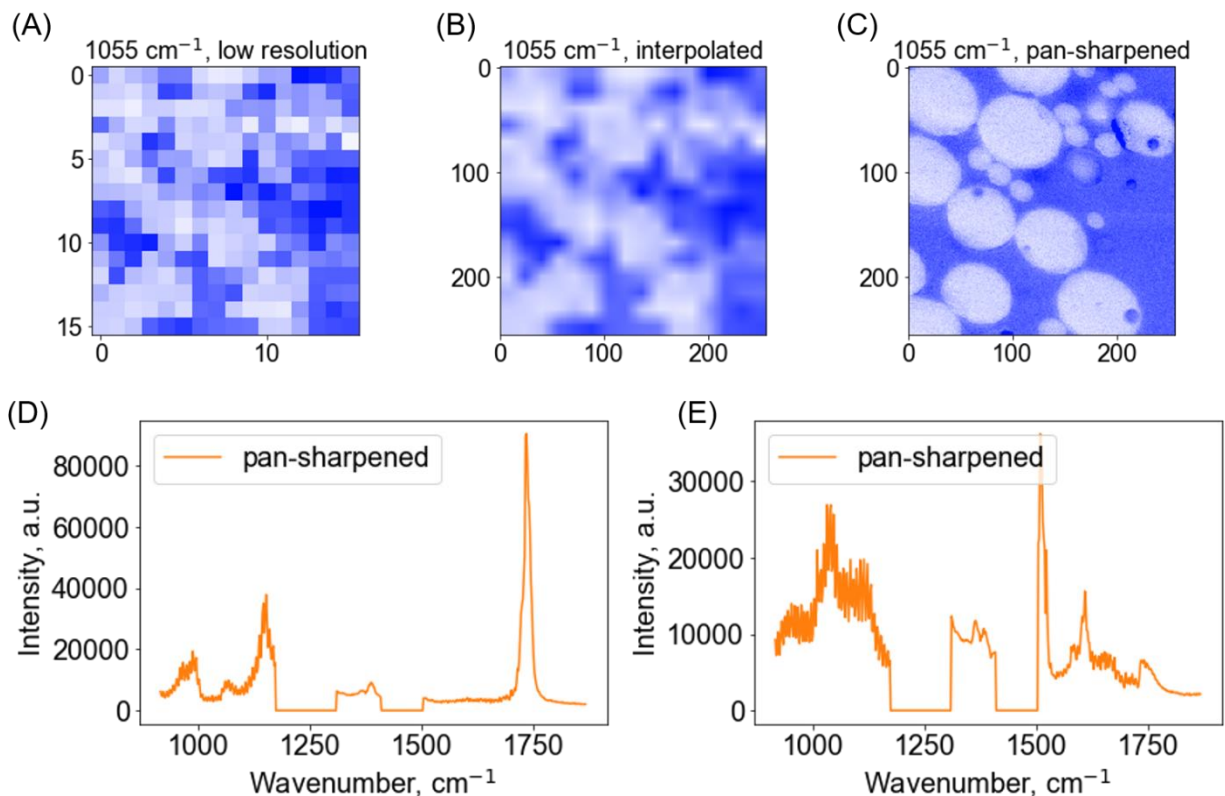 (A)
1055 cm⁻¹, low resolution
0
5
10
15
0 10
(B)
1055 cm⁻¹, interpolated
0
100
200
0 100 200
(C)
1055 cm⁻¹, pan-sharpened
0
100
200
0 100 200
(D)
pan-sharpened
Intensity, a.u.
80000
60000
40000
20000
0
1000 1250 1500 1750
Wavenumber, cm⁻¹
(E)
pan-sharpened
Intensity, a.u.
30000
20000
10000
0
1000 1250 1500 1750
Wavenumber, cm⁻¹